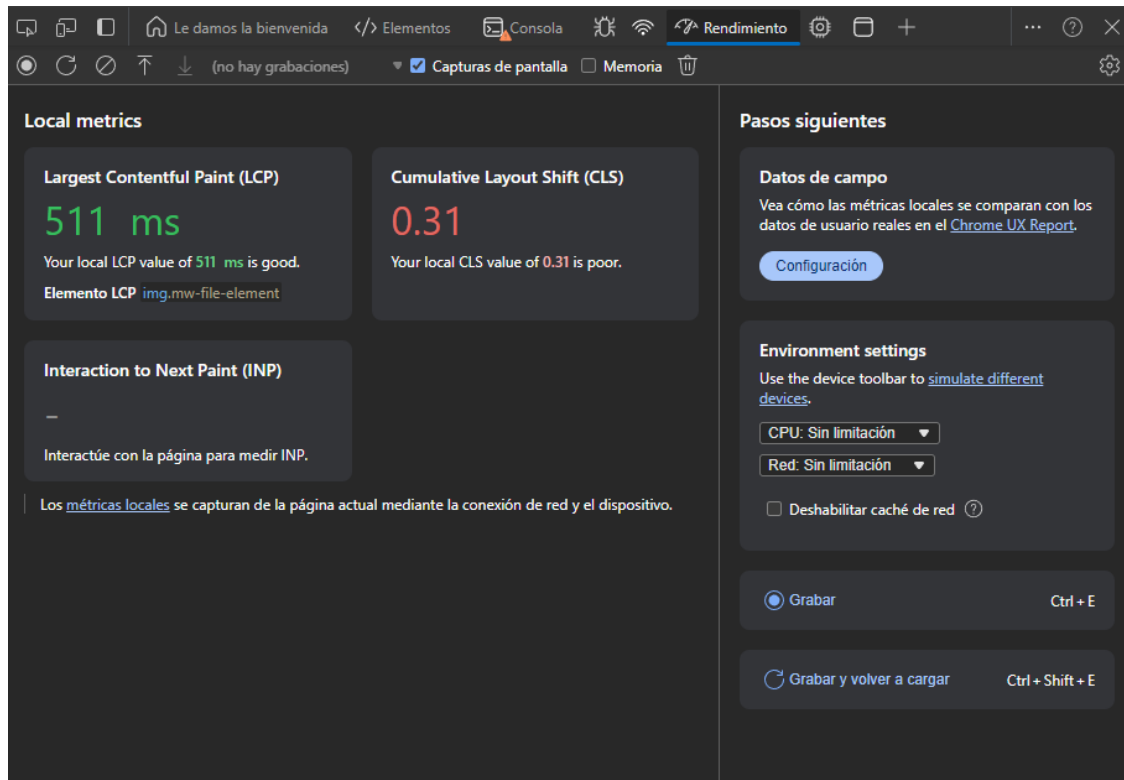 Le damos la bienvenida
Elementos
Consola
Rendimiento
(no hay grabaciones)
Capturas de pantalla
Memoria
Local metrics
Largest Contentful Paint (LCP)
511 ms
Your local LCP value of 511 ms is good.
Elemento LCP img.mw-file-element
Cumulative Layout Shift (CLS)
0.31
Your local CLS value of 0.31 is poor.
Interaction to Next Paint (INP)
–
Interactúe con la página para medir INP.
Los métricas locales se capturan de la página actual mediante la conexión de red y el dispositivo.
Pasos siguientes
Datos de campo
Vea cómo las métricas locales se comparan con los
datos de usuario reales en el Chrome UX Report.
Configuración
Environment settings
Use the device toolbar to simulate different
devices.
CPU: Sin limitación
Red: Sin limitación
Deshabilitar caché de red
Grabar
Ctrl + E
Grabar y volver a cargar
Ctrl + Shift + E